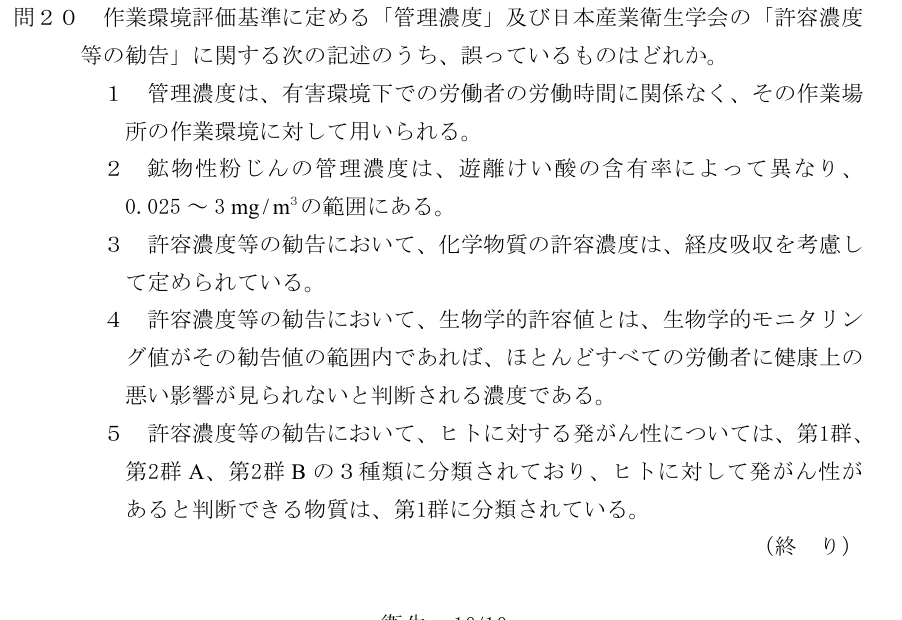 問２０　作業環境評価基準に定める「管理濃度」及び日本産業衛生学会の「許容濃度
等の勧告」に関する次の記述のうち、誤っているものはどれか。
１　管理濃度は、有害環境下での労働者の労働時間に関係なく、その作業場
所の作業環境に対して用いられる。
２　鉱物性粉じんの管理濃度は、遊離けい酸の含有率によって異なり、
0.025～３mg/m³の範囲にある。
３　許容濃度等の勧告において、化学物質の許容濃度は、経皮吸収を考慮し
て定められている。
４　許容濃度等の勧告において、生物学的許容値とは、生物学的モニタリン
グ値がその勧告値の範囲内であれば、ほとんどすべての労働者に健康上の
悪い影響が見られないと判断される濃度である。
５　許容濃度等の勧告において、ヒトに対する発がん性については、第1群、
第2群 A、第2群 B の３種類に分類されており、ヒトに対して発がん性が
あると判断できる物質は、第1群に分類されている。
（終　り）